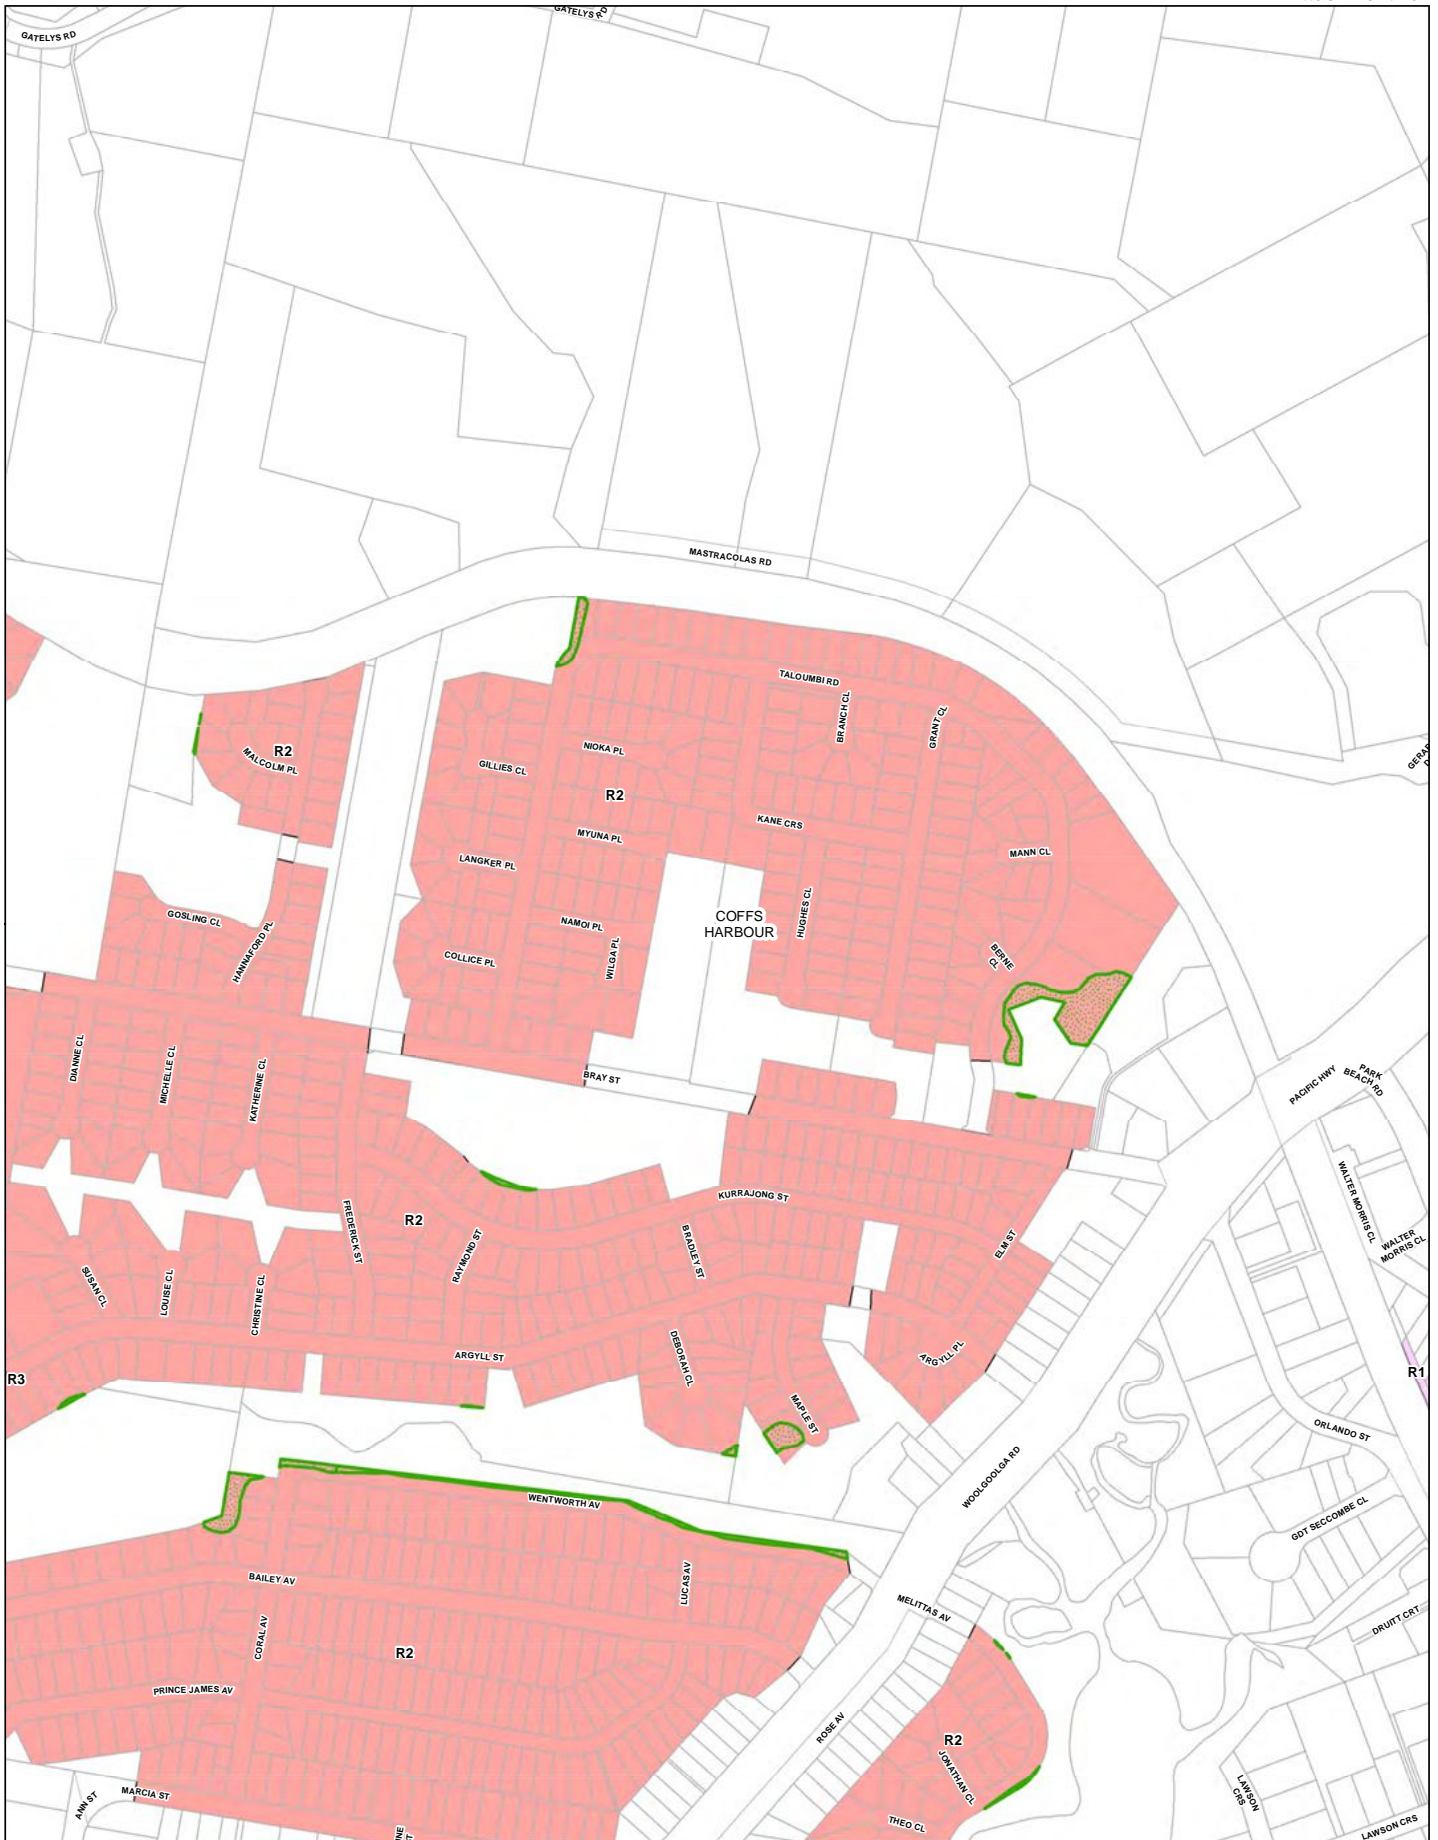 GATELYS RD
GATELYS RD
MASTRACOLAS RD
TALOUMBI RD
BRANCH CL
GRANT CL
R2
MALCOLM PL
NIOKA PL
GILLIES CL
R2
GERA
KANE CRS
MYUNA PL
MANN CL
LANGKER PL
HUGHES CL
COFFS
HARBOUR
GOSLING CL
HANNAFORD PL
NAMOI PL
WILGA PL
COLLICE PL
BERNE
CL
DIANNE CL
MICHELLE CL
KATHERINE CL
BRAY ST
PACIFIC HWY
PARK
BEACH RD
WALTER MORRIS CL
KURRAJONG ST
FREDERICK ST
R2
RAYMOND ST
BRADLEY ST
ELM ST
WALTER
MORRIS CL
SUSAN CL
LOUISE CL
CHRISTINE CL
ARGYLL ST
DEBORAH CL
ARGYLL PL
R3
R1
MAPLE ST
ORLANDO ST
WOOLGOOLGA RD
WENTWORTH AV
GDT SECCOMBE CL
BAILEY AV
LUCAS AV
MELITTAS AV
DRUITT CRT
CORAL AV
R2
PRINCE JAMES AV
ROSE AV
R2
JONATHAN CL
MARCIA ST
ANN ST
LAWSON
CRS
THEO CL
LAWSON CRS